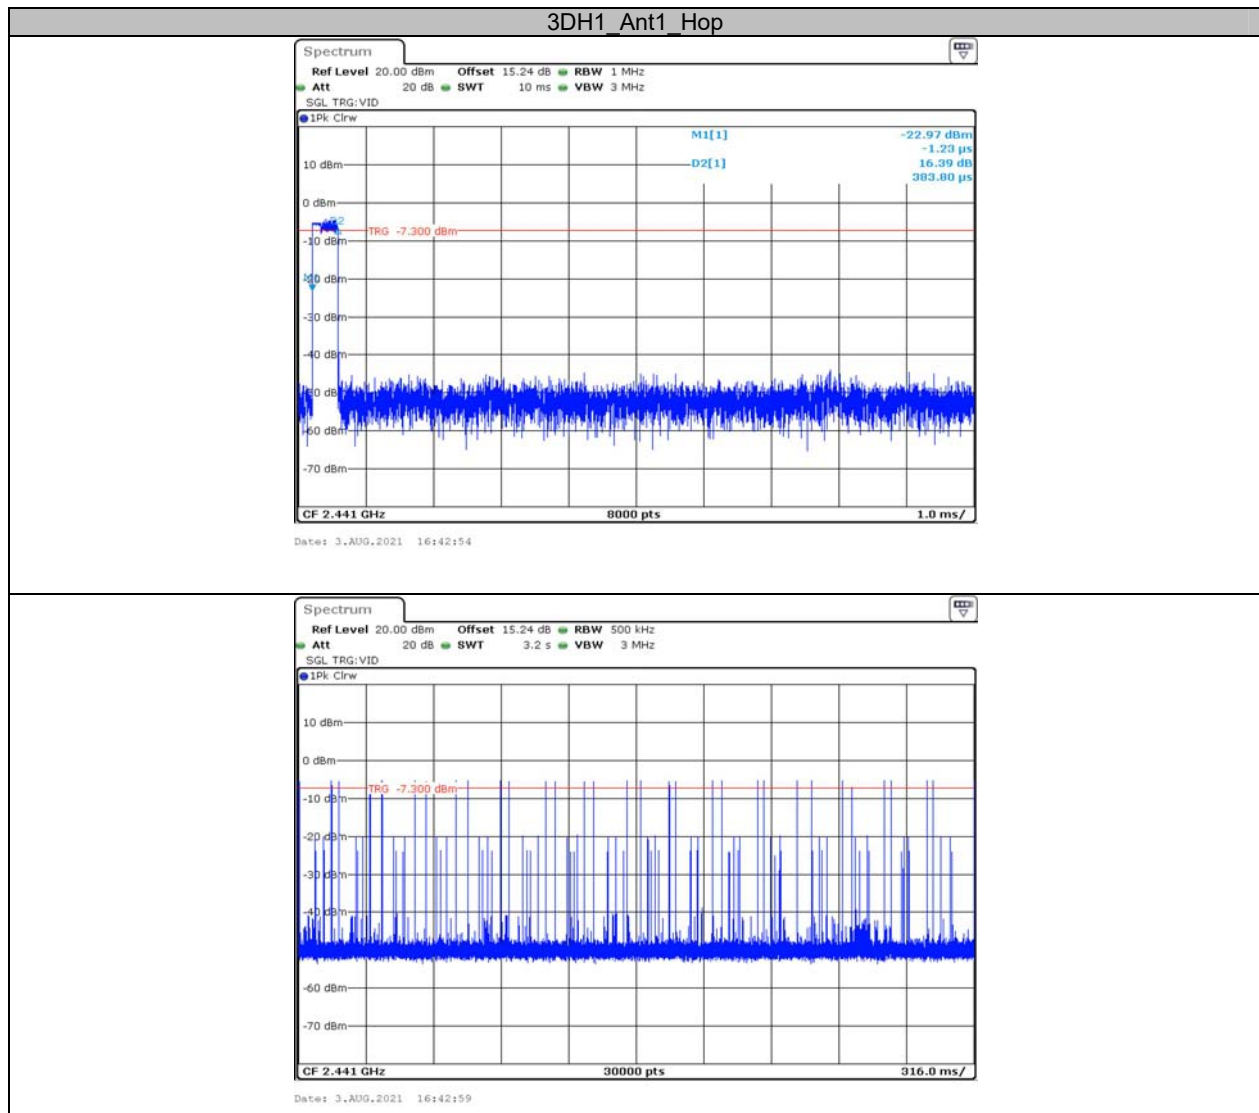 3DH1_Ant1_Hop
Spectrum
Ref Level 20.00 dBm Offset 15.24 dB RBW 1 MHz
Att 20 dB SWT 10 ms VBW 3 MHz
SGL TRG:VID
1Pk Clrw
M1[1] -22.97 dBm
-1.23 µs
10 dBm D2[1] 16.39 dB
383.80 µs
0 dBm
D2
TRG -7.300 dBm
-10 dBm
-30 dBm
-40 dBm
-60 dBm
-70 dBm
CF 2.441 GHz 8000 pts 1.0 ms/
Date: 3.AUG.2021 16:42:54
Spectrum
Ref Level 20.00 dBm Offset 15.24 dB RBW 500 kHz
Att 20 dB SWT 3.2 s VBW 3 MHz
SGL TRG:VID
1Pk Clrw
10 dBm
0 dBm
TRG -7.300 dBm
-10 dBm
-20 dBm
-30 dBm
-40 dBm
-60 dBm
-70 dBm
CF 2.441 GHz 30000 pts 316.0 ms/
Date: 3.AUG.2021 16:42:59